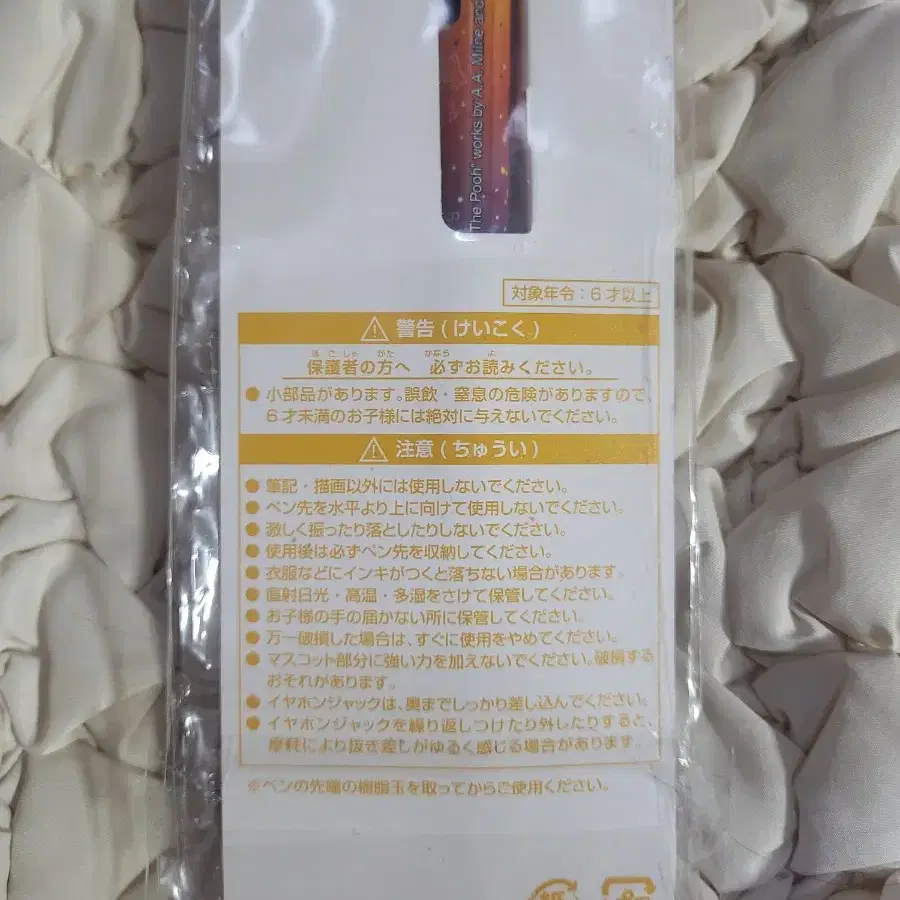 The Pooh" works by A.A. Milne and
対象年令：6才以上
⚠ 警告(けいこく)
ほごしゃ かた かなら よ
保護者の方へ 必ずお読みください。
● 小部品があります。誤飲・窒息の危険がありますので、
6才未満のお子様には絶対に与えないでください。
⚠ 注意(ちゅうい)
● 筆記・描画以外には使用しないでください。
● ペン先を水平より上に向けて使用しないでください。
● 激しく振ったり落としたりしないでください。
● 使用後は必ずペン先を収納してください。
● 衣服などにインキがつくと落ちない場合があります。
● 直射日光・高温・多湿をさけて保管してください。
● お子様の手の届かない所に保管してください。
● 万一破損した場合は、すぐに使用をやめてください。
● マスコット部分に強い力を加えないでください。破損する
おそれがあります。
● イヤホンジャックは、奥までしっかり差し込んでください。
● イヤホンジャックを繰り返しつけたり外したりすると、
摩耗により抜き差しがゆるく感じる場合があります。
※ペンの先端の樹脂玉を取ってからご使用ください。